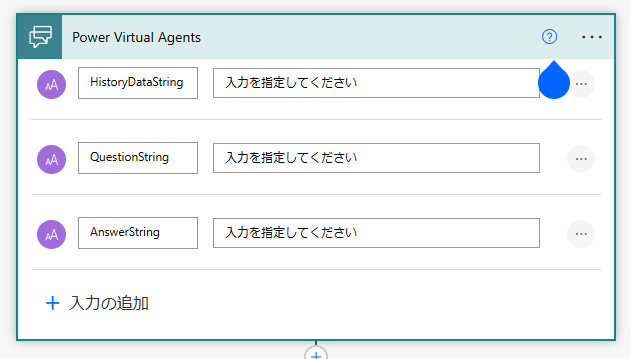 Power Virtual Agents
HistoryDataString 入力を指定してください
QuestionString 入力を指定してください
AnswerString 入力を指定してください
入力の追加